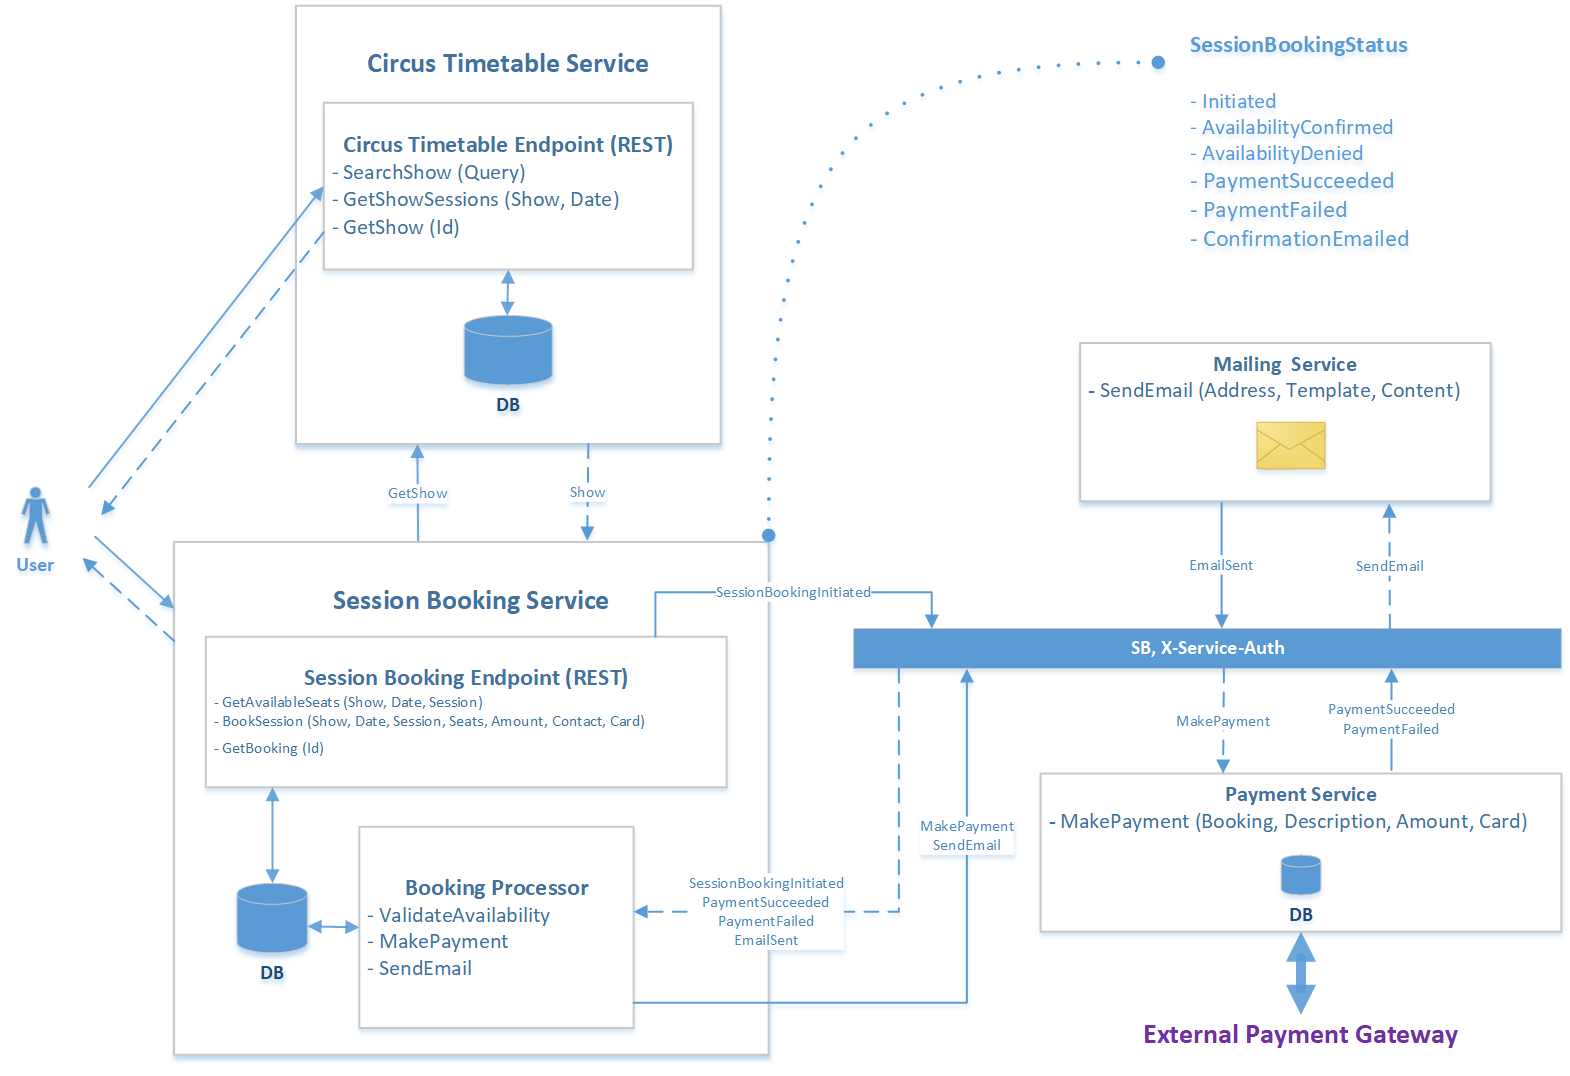 Circus Timetable Service
Circus Timetable Endpoint (REST)
- SearchShow (Query)
- GetShowSessions (Show, Date)
- GetShow (Id)
DB
SessionBookingStatus
- Initiated
- AvailabilityConfirmed
- AvailabilityDenied
- PaymentSucceeded
- PaymentFailed
- ConfirmationEmailed
Mailing Service
- SendEmail (Address, Template, Content)
GetShow
Show
User
EmailSent
SendEmail
Session Booking Service
SessionBookingInitiated
SB, X-Service-Auth
Session Booking Endpoint (REST)
- GetAvailableSeats (Show, Date, Session)
- BookSession (Show, Date, Session, Seats, Amount, Contact, Card)
- GetBooking (Id)
MakePayment
PaymentSucceeded
PaymentFailed
Payment Service
- MakePayment (Booking, Description, Amount, Card)
DB
MakePayment
SendEmail
Booking Processor
- ValidateAvailability
- MakePayment
- SendEmail
SessionBookingInitiated
PaymentSucceeded
PaymentFailed
EmailSent
DB
External Payment Gateway